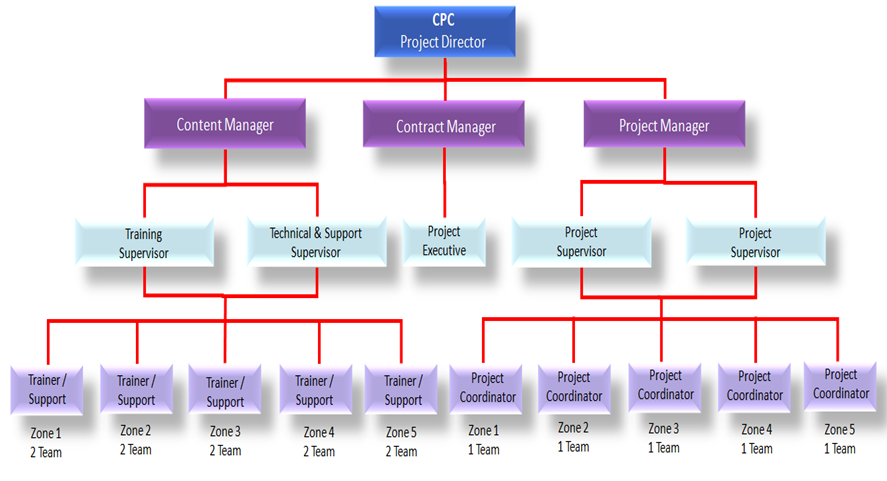 CPC
Project Director
Content Manager
Contract Manager
Project Manager
Training
Supervisor
Technical & Support
Supervisor
Project
Executive
Project
Supervisor
Project
Supervisor
Trainer /
Support
Trainer /
Support
Trainer /
Support
Trainer /
Support
Trainer /
Support
Project
Coordinator
Project
Coordinator
Project
Coordinator
Project
Coordinator
Project
Coordinator
Zone 1
2 Team
Zone 2
2 Team
Zone 3
2 Team
Zone 4
2 Team
Zone 5
2 Team
Zone 1
1 Team
Zone 2
1 Team
Zone 3
1 Team
Zone 4
1 Team
Zone 5
1 Team